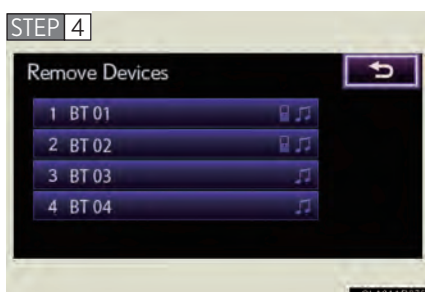 STEP 4
Remove Devices
1 BT 01
2 BT 02
3 BT 03
4 BT 04